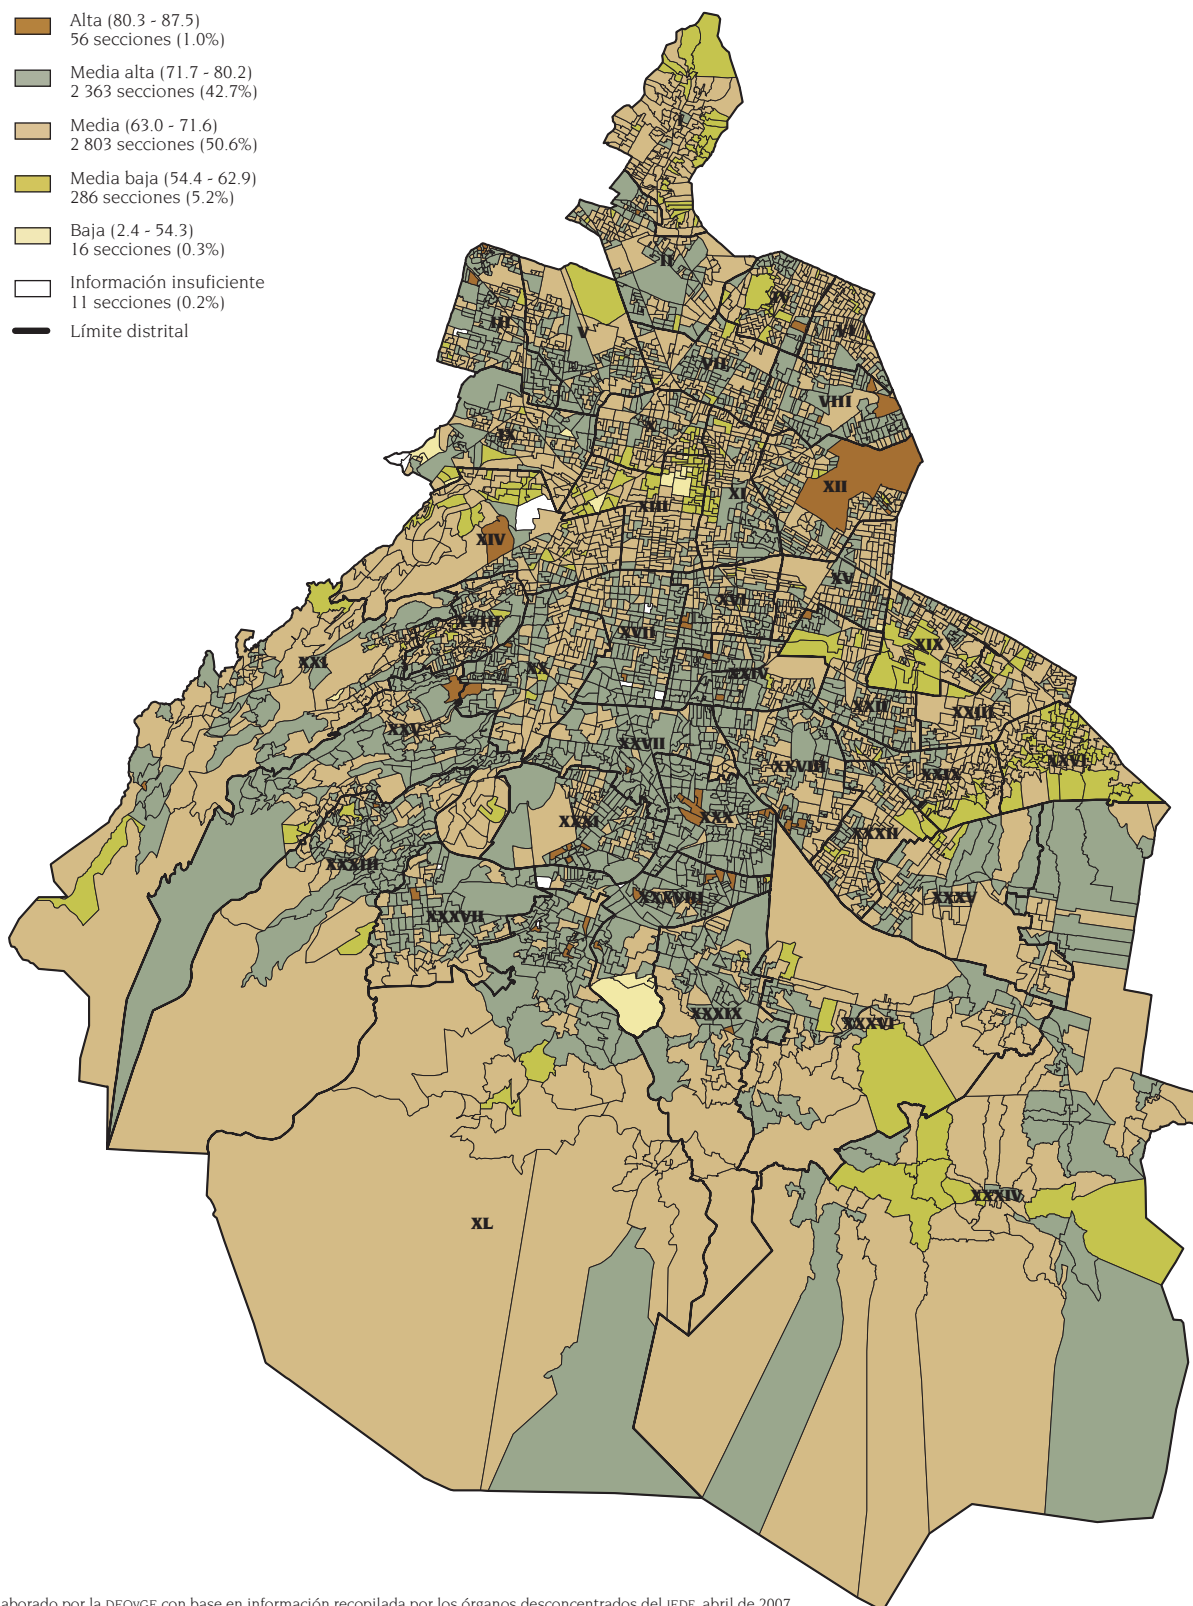 Alta (80.3 - 87.5)
56 secciones (1.0%)
Media alta (71.7 - 80.2)
2 363 secciones (42.7%)
Media (63.0 - 71.6)
2 803 secciones (50.6%)
Media baja (54.4 - 62.9)
286 secciones (5.2%)
Baja (2.4 - 54.3)
16 secciones (0.3%)
Información insuficiente
11 secciones (0.2%)
Límite distrital
I
II
IV
III
V
VI
VII
VIII
X
IX
XII
XI
XIII
XIV
XV
XVI
XVIII
XVII
XIX
XXI
XX
XXIV
XXII
XXIII
XXV
XXVII
XXVI
XXVIII
XXIX
XXX
XXXI
XXXII
XXXIII
XXXVIII
XXXV
XXXVII
XXXIX
XXXVI
XXXIV
XL
laborado por la DEOyGE con base en información recopilada por los órganos desconcentrados del IEDF, abril de 2007.